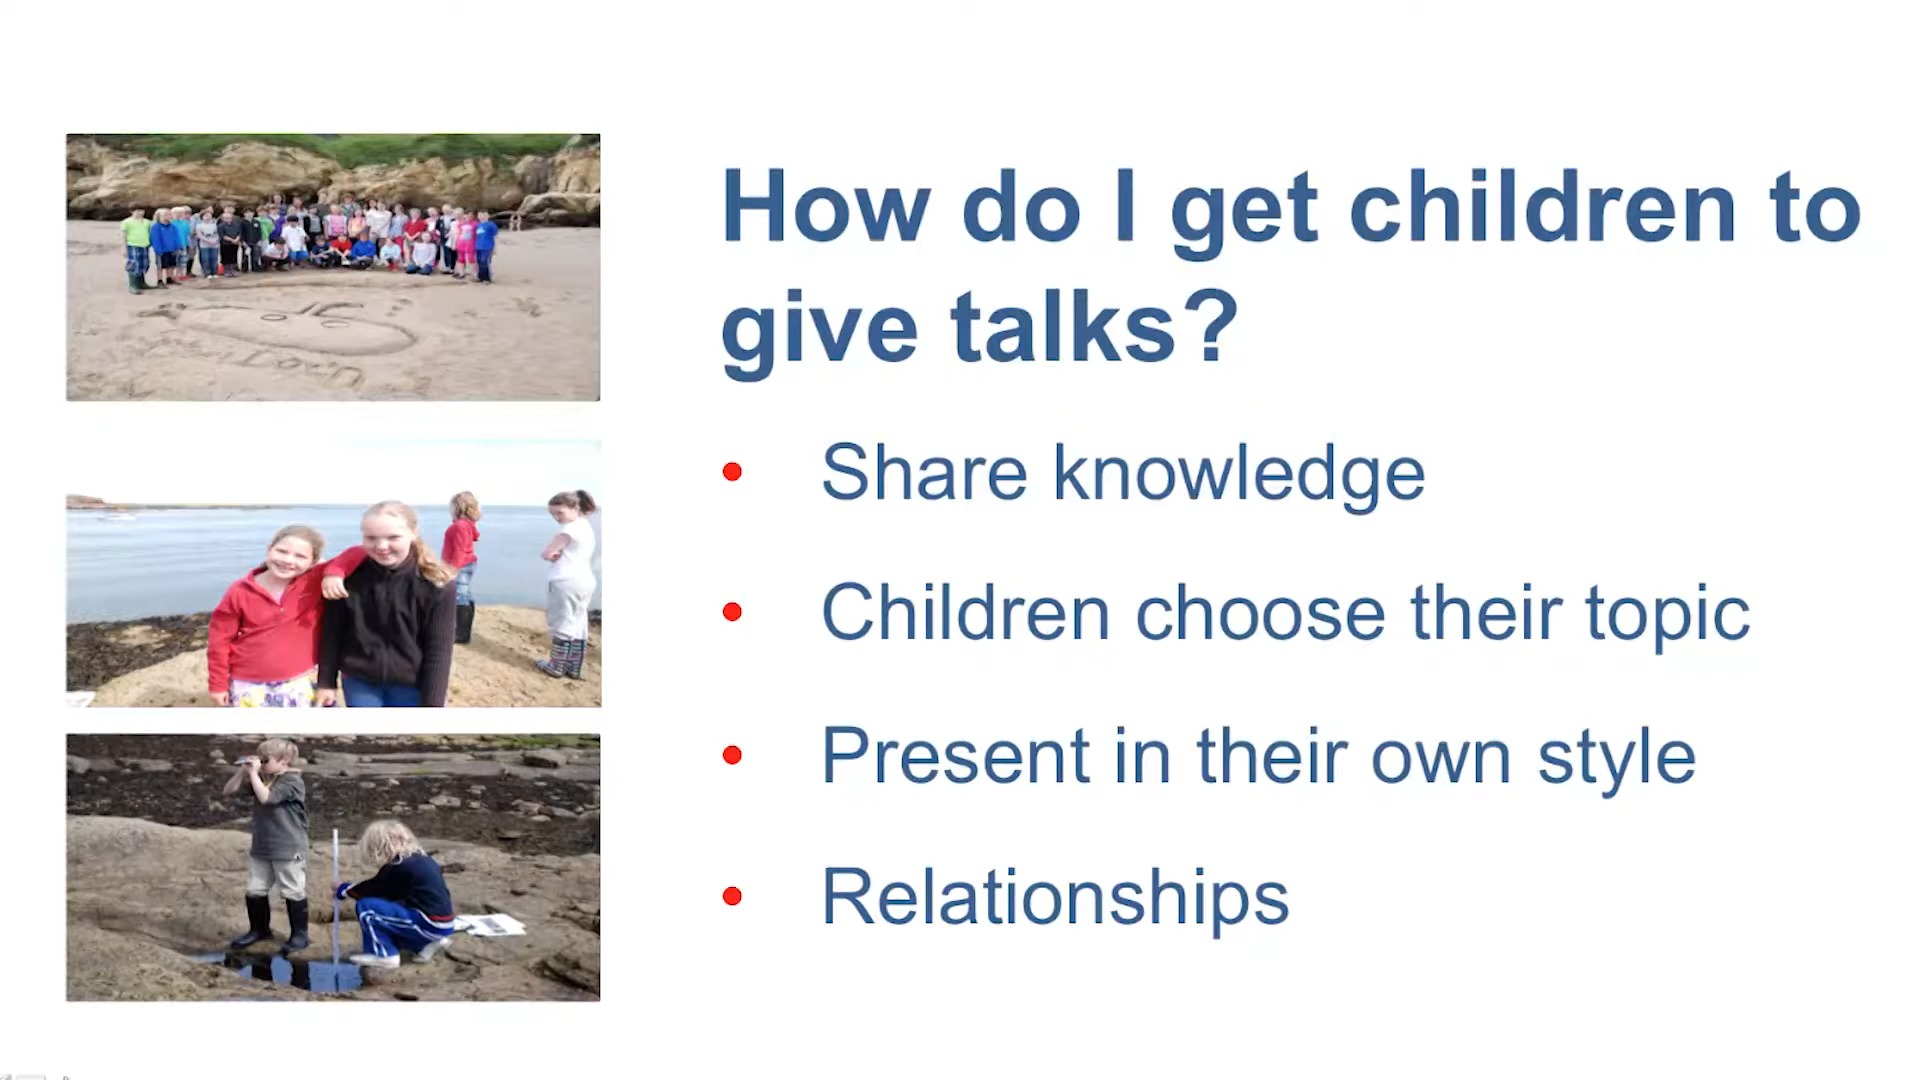 How do I get children to
give talks?
• Share knowledge
• Children choose their topic
• Present in their own style
• Relationships